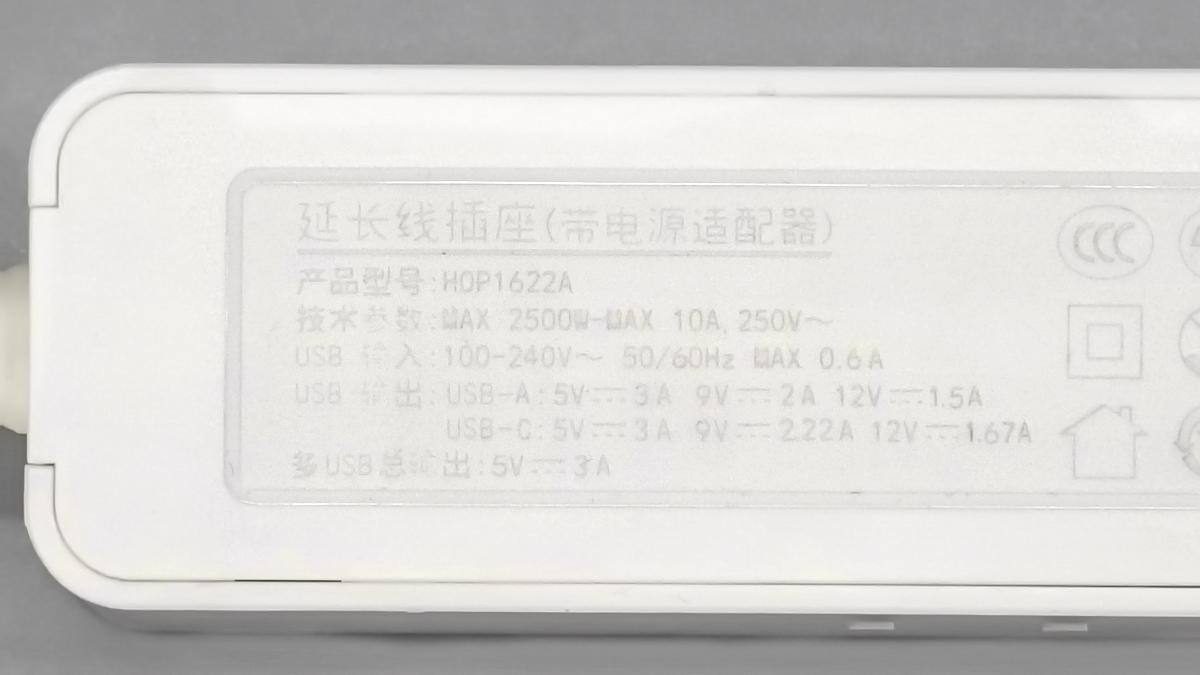 延长线插座(带电源适配器)
产品型号:HOP1622A
技术参数:MAX 2500W-MAX 10A, 250V～
USB 输入:100-240V～ 50/60Hz MAX 0.6A
USB 输出:USB-A:5V⎓3A 9V⎓2A 12V⎓1.5A
USB-C:5V⎓3A 9V⎓2.22A 12V⎓1.67A
多USB总输出:5V⎓3A
CCC